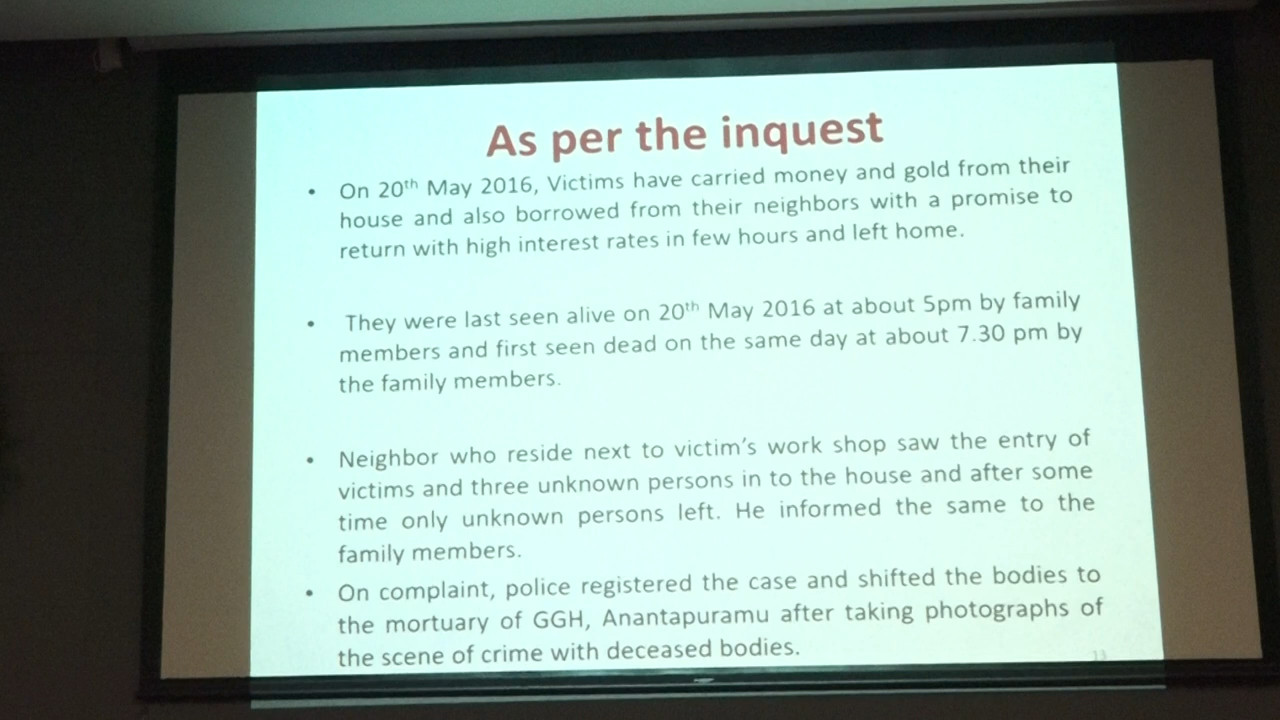 As per the inquest
• On 20th May 2016, Victims have carried money and gold from their
house and also borrowed from their neighbors with a promise to
return with high interest rates in few hours and left home.
• They were last seen alive on 20th May 2016 at about 5pm by family
members and first seen dead on the same day at about 7.30 pm by
the family members.
• Neighbor who reside next to victim's work shop saw the entry of
victims and three unknown persons in to the house and after some
time only unknown persons left. He informed the same to the
family members.
• On complaint, police registered the case and shifted the bodies to
the mortuary of GGH, Anantapuramu after taking photographs of
the scene of crime with deceased bodies.
13